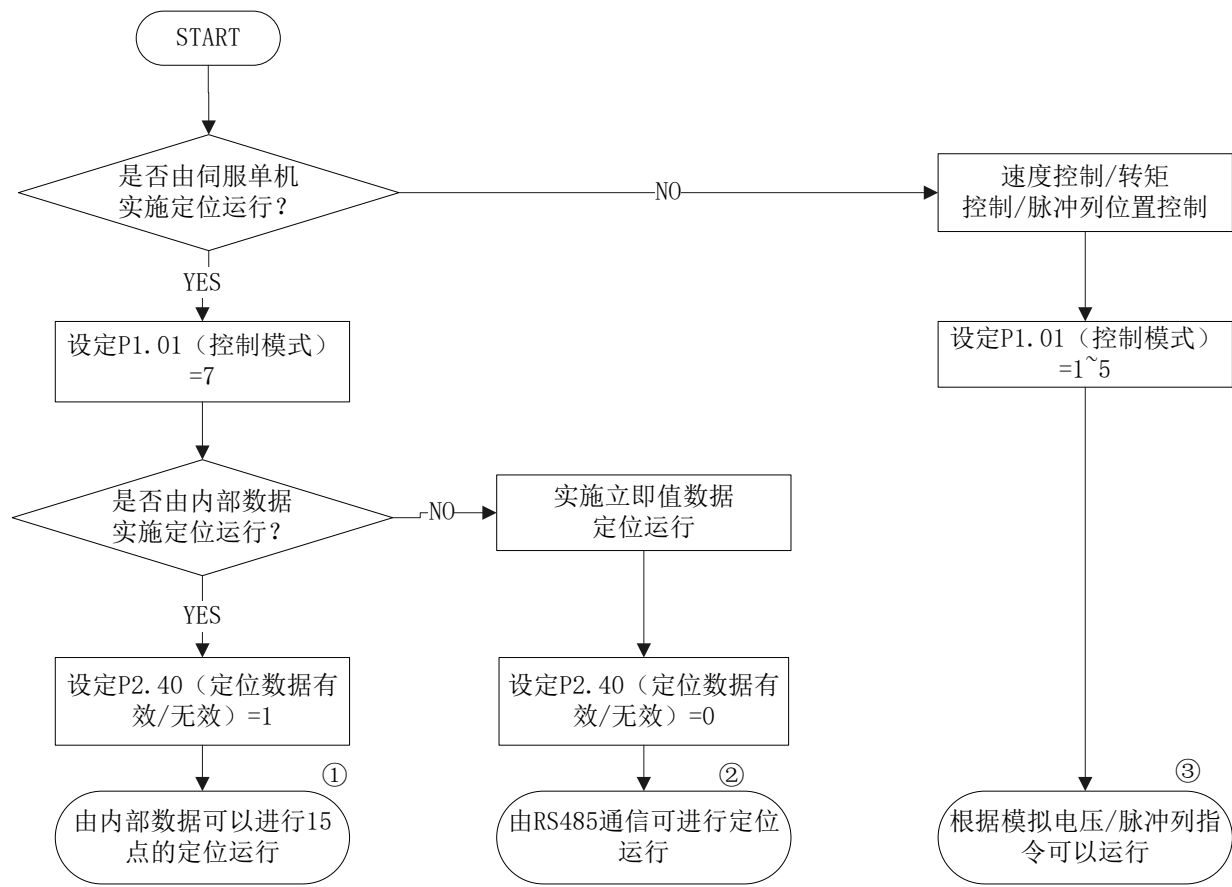 START
是否由伺服单机
实施定位运行？
NO
速度控制/转矩
控制/脉冲列位置控制
YES
设定P1.01（控制模式）
=7
设定P1.01（控制模式）
=1~5
是否由内部数据
实施定位运行？
NO
实施立即值数据
定位运行
YES
设定P2.40（定位数据有
效/无效）=1
设定P2.40（定位数据有
效/无效）=0
①
由内部数据可以进行15
点的定位运行
②
由RS485通信可进行定位
运行
③
根据模拟电压/脉冲列指
令可以运行